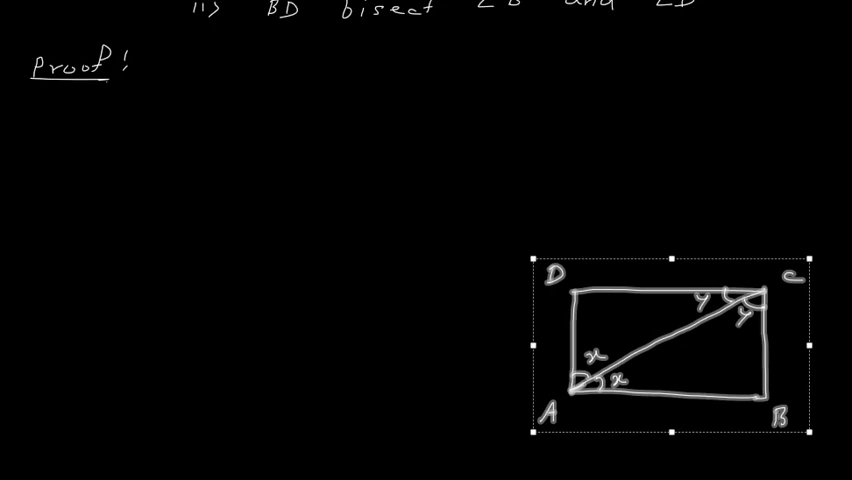 ii) BD bisect ∠B and ∠D
Proof!
D C
y
y
x
x
A B